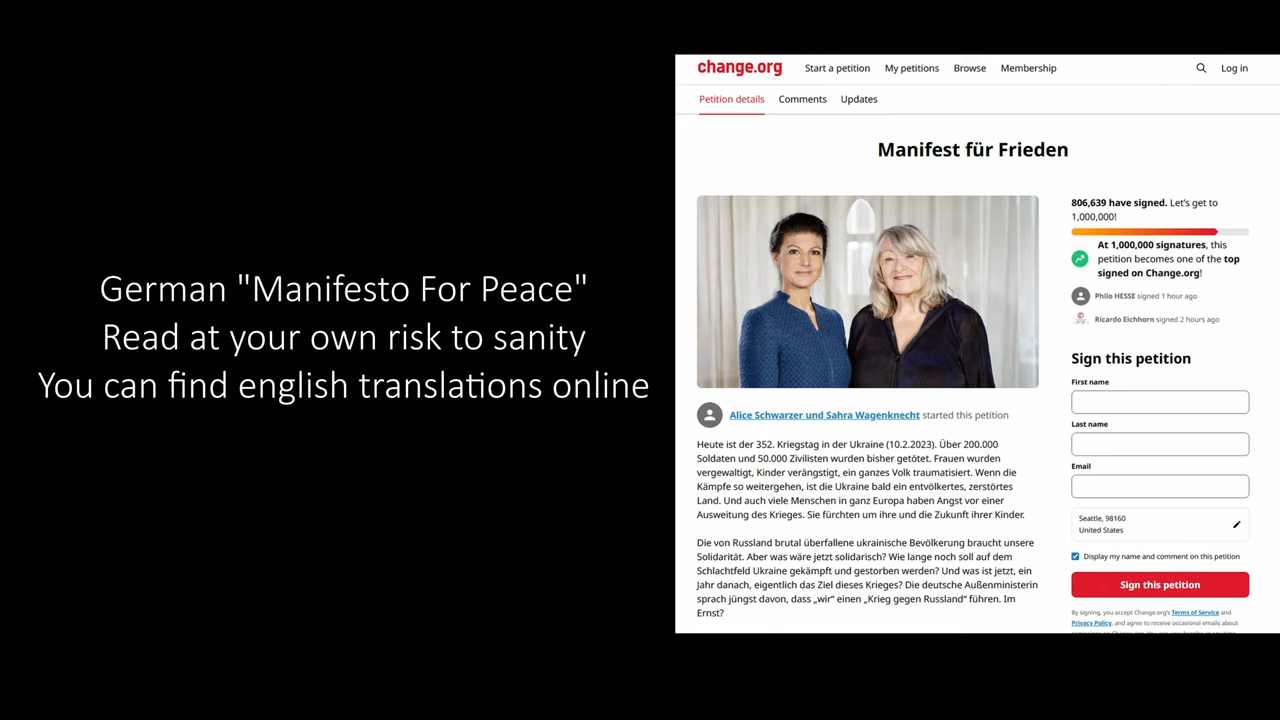 German "Manifesto For Peace"
Read at your own risk to sanity
You can find english translations online
change.org
Start a petition
My petitions
Browse
Membership
Log in
Petition details
Comments
Updates
Manifest für Frieden
806,639 have signed. Let's get to
1,000,000!
At 1,000,000 signatures, this
petition becomes one of the top
signed on Change.org!
Philo HESSE signed 1 hour ago
Ricardo Eichhorn signed 2 hours ago
Alice Schwarzer und Sahra Wagenknecht started this petition
Heute ist der 352. Kriegstag in der Ukraine (10.2.2023). Über 200.000
Soldaten und 50.000 Zivilisten wurden bisher getötet. Frauen wurden
vergewaltigt, Kinder verängstigt, ein ganzes Volk traumatisiert. Wenn die
Kämpfe so weitergehen, ist die Ukraine bald ein entvölkertes, zerstörtes
Land. Und auch viele Menschen in ganz Europa haben Angst vor einer
Ausweitung des Krieges. Sie fürchten um ihre und die Zukunft ihrer Kinder.
Die von Russland brutal überfallene ukrainische Bevölkerung braucht unsere
Solidarität. Aber was wäre jetzt solidarisch? Wie lange noch soll auf dem
Schlachtfeld Ukraine gekämpft und gestorben werden? Und was ist jetzt, ein
Jahr danach, eigentlich das Ziel dieses Krieges? Die deutsche Außenministerin
sprach jüngst davon, dass „wir“ einen „Krieg gegen Russland“ führen. Im
Ernst?
Sign this petition
First name
Last name
Email
Seattle, 98160
United States
Display my name and comment on this petition
Sign this petition
By signing, you accept Change.org's Terms of Service and
Privacy Policy, and agree to receive occasional emails about